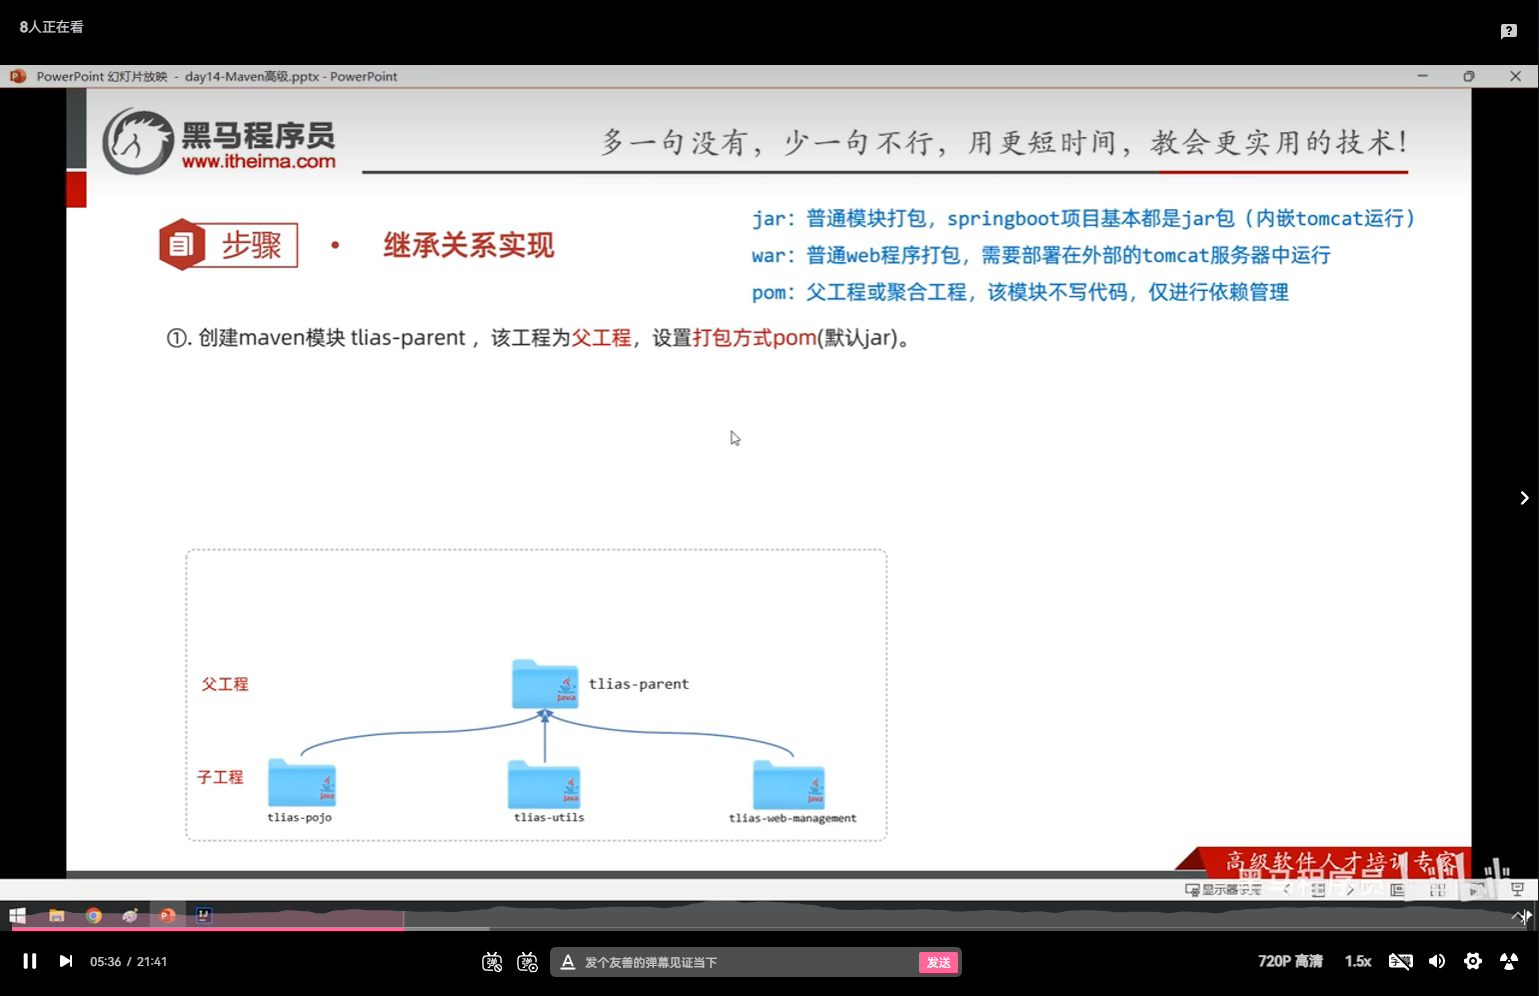 8人正在看
PowerPoint 幻灯片放映 - day14-Maven高级.pptx - PowerPoint
黑马程序员
www.itheima.com
多一句没有，少一句不行，用更短时间，教会更实用的技术！
步骤 · 继承关系实现
jar：普通模块打包，springboot项目基本都是jar包（内嵌tomcat运行）
war：普通web程序打包，需要部署在外部的tomcat服务器中运行
pom：父工程或聚合工程，该模块不写代码，仅进行依赖管理
①. 创建maven模块 tlias-parent ，该工程为父工程，设置打包方式pom(默认jar)。
父工程
tlias-parent
子工程
tlias-pojo
tlias-utils
tlias-web-management
高级软件人才培训专家
黑马程序员
显示器设置
05:36 / 21:41
发个友善的弹幕见证当下
发送
720P 高清
1.5x